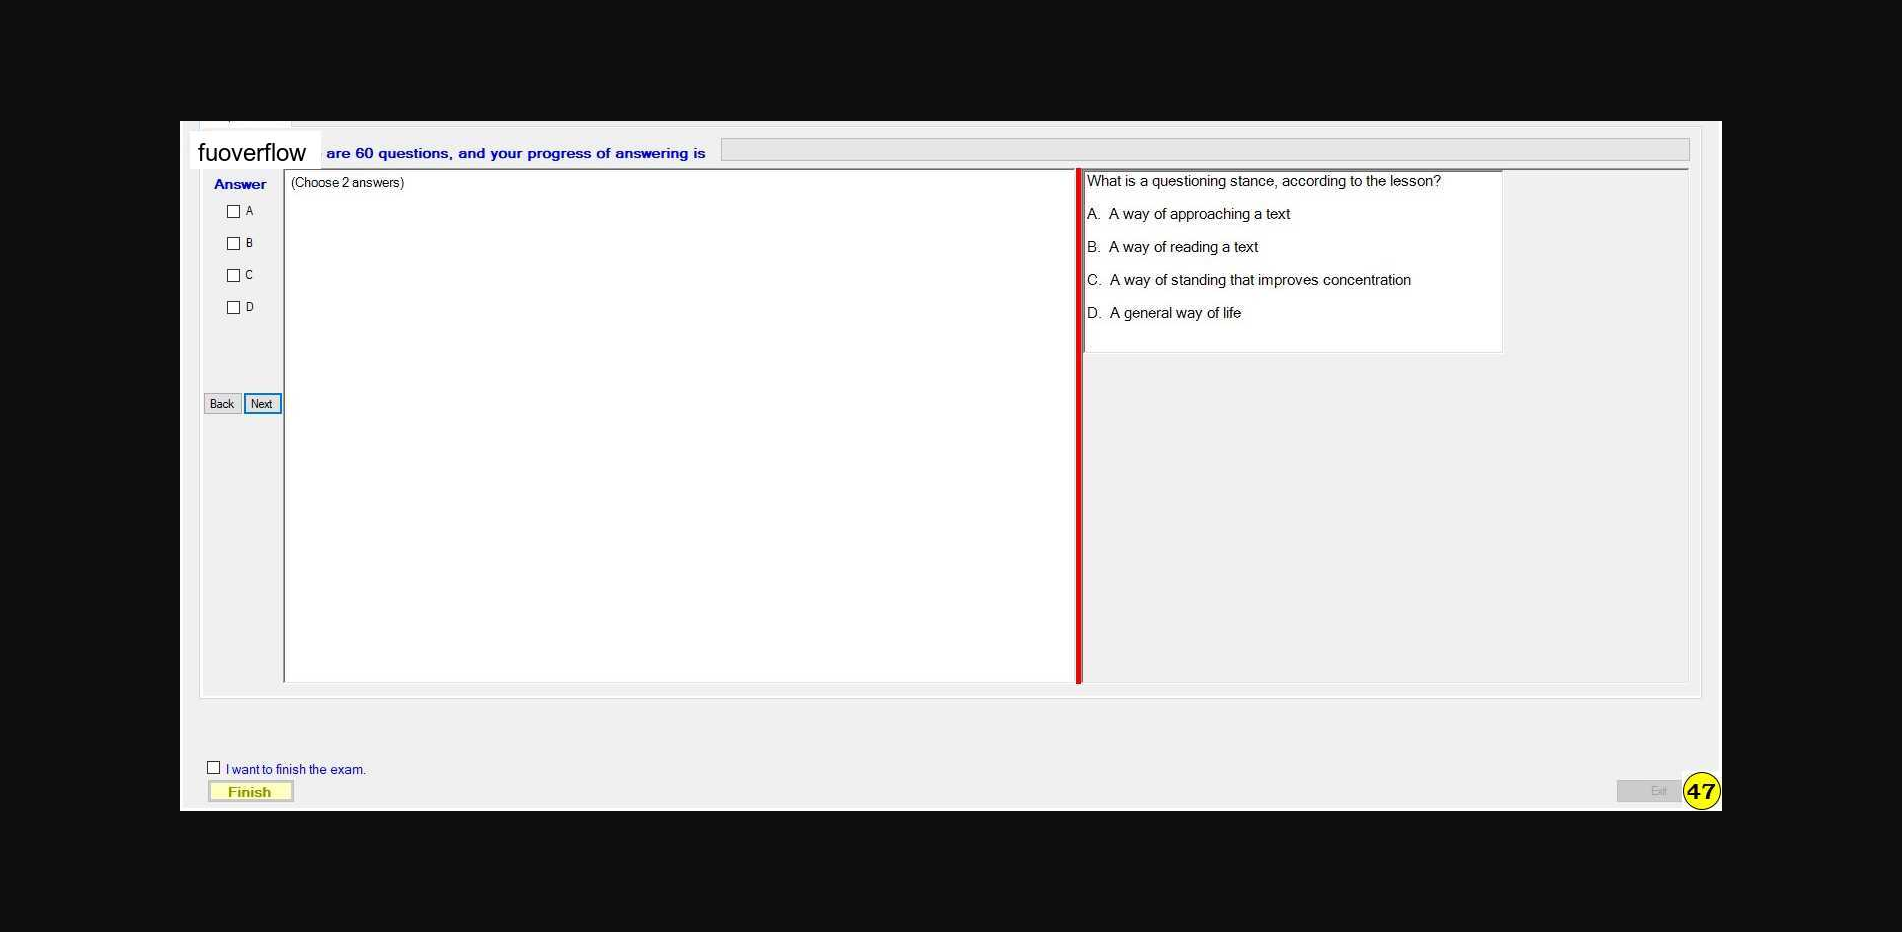 fuoverflow are 60 questions, and your progress of answering is
Answer
A
B
C
D
Back Next
(Choose 2 answers)
What is a questioning stance, according to the lesson?
A. A way of approaching a text
B. A way of reading a text
C. A way of standing that improves concentration
D. A general way of life
I want to finish the exam.
Finish
Exit
47